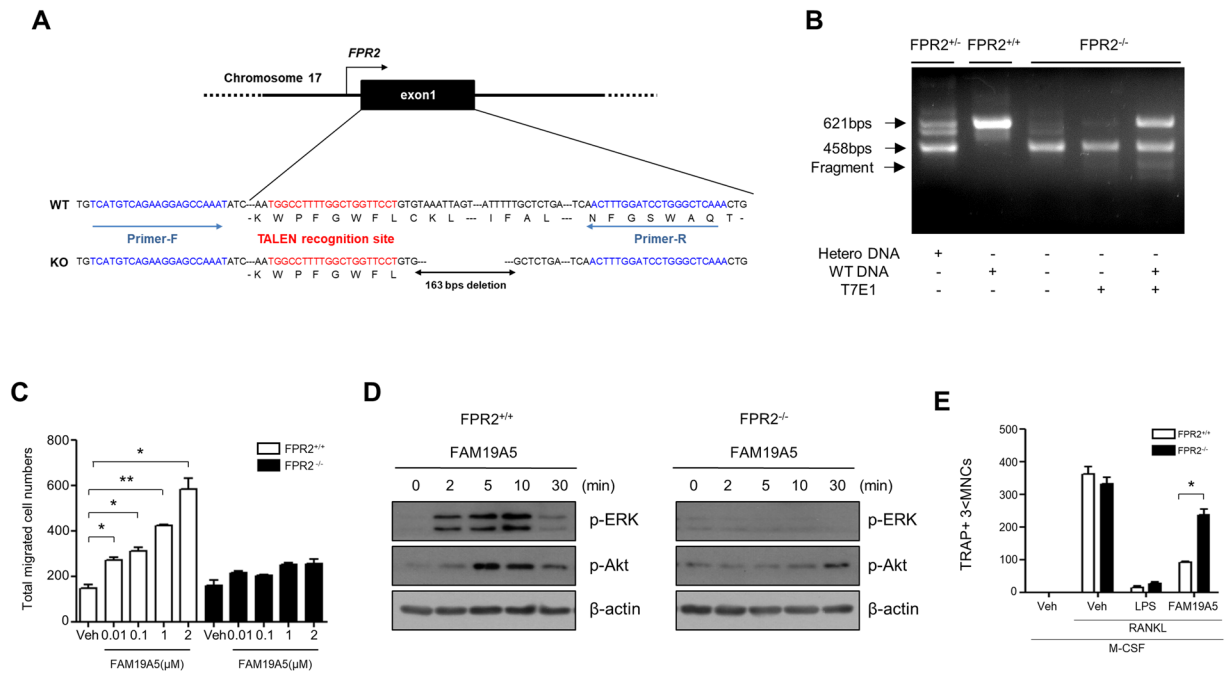 A
FPR2
Chromosome 17
exon1
WT TGTCATGTCAGAAGGAGCCAAATATC---AATGGCCTTTTGGCTGGTTCCTGTGTAAATTAGT---ATTTTTGCTCTGA---TCAACTTTGGATCCTGGGCTCAAACTG
- K W P F G W F L C K L --- I F A L, --- N F G S W A Q T -
Primer-F TALEN recognition site Primer-R
KO TGTCATGTCAGAAGGAGCCAAATATC---AATGGCCTTTTGGCTGGTTCCTGTG--- ---GCTCTGA---TCAACTTTGGATCCTGGGCTCAAACTG
- K W P F G W F L
163 bps deletion
B
FPR2+/- FPR2+/+ FPR2-/-
621bps
458bps
Fragment
Hetero DNA + - - - +
WT DNA - + - - +
T7E1 - - - + +
C
Total migrated cell numbers
800
600
400
200
0
* * ** *
FPR2+/+
FPR2-/-
Veh 0.01 0.1 1 2 Veh 0.01 0.1 1 2
FAM19A5(μM) FAM19A5(μM)
D
FPR2+/+ FPR2-/-
FAM19A5 FAM19A5
0 2 5 10 30 (min) 0 2 5 10 30 (min)
p-ERK p-ERK
p-Akt p-Akt
β-actin β-actin
E
TRAP+ 3<MNCs
500
400
300
200
100
0
FPR2+/+
FPR2-/-
*
Veh Veh LPS FAM19A5
RANKL
M-CSF